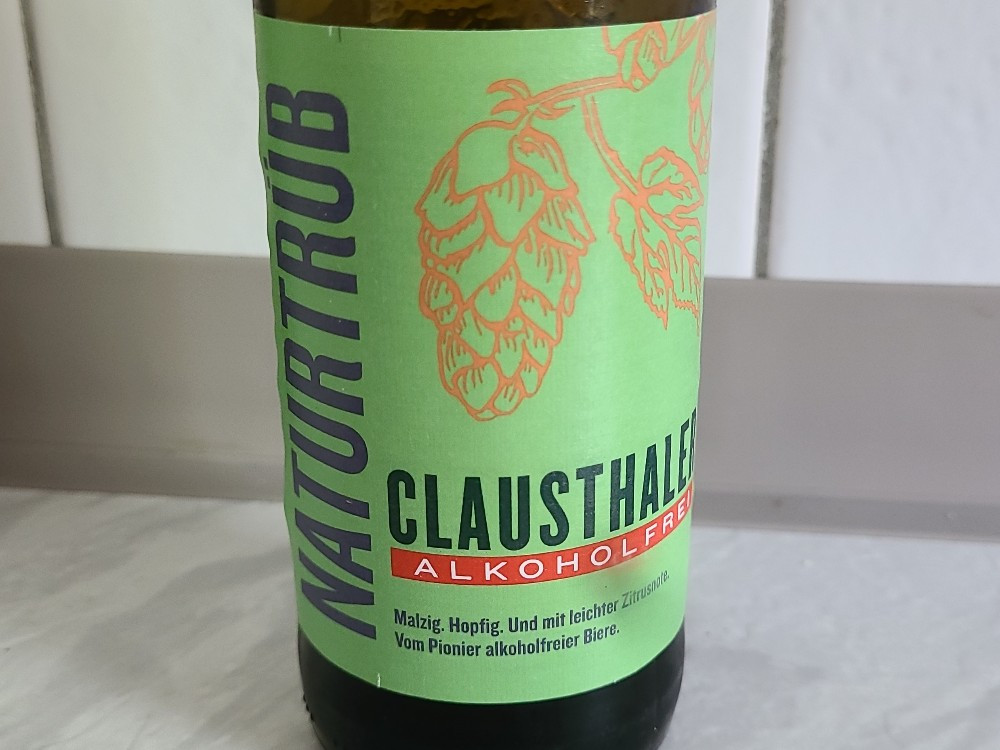 NATURTRÜB
CLAUSTHALER
ALKOHOLFREI
Malzig. Hopfig. Und mit leichter Zitrusnote.
Vom Pionier alkoholfreier Biere.